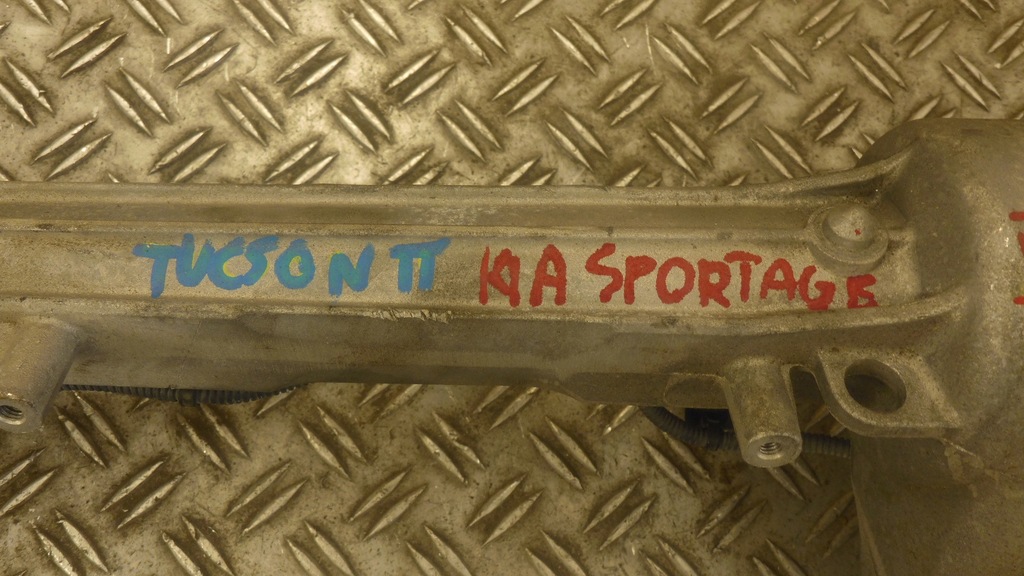 TUCSON II KIA SPORTAGE